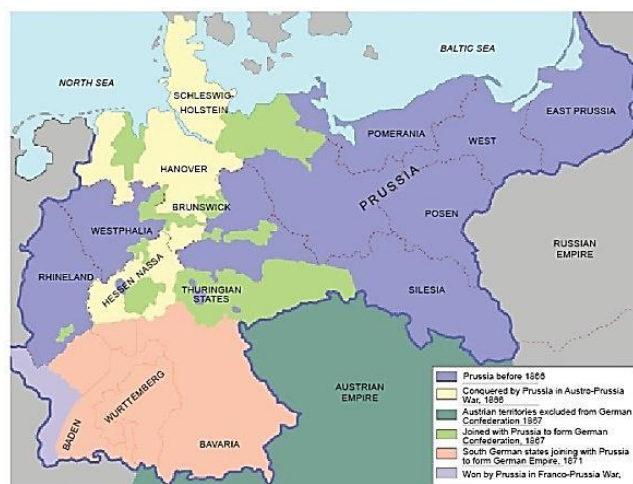 NORTH SEA
BALTIC SEA
SCHLESWIG
HOLSTEIN
EAST PRUSSIA
POMERANIA
WEST
HANOVER
PRUSSIA
BRUNSWICK
POSEN
WESTPHALIA
RUSSIAN
EMPIRE
RHINELAND
HESSEN NASSA
THURINGIAN
STATES
SILESIA
AUSTRIAN
EMPIRE
WURTTEMBERG
BADEN
BAVARIA
Prussia before 1866
Conquered by Prussia in Austro-Prussia
War, 1866
Austrian territories excluded from German
Confederation 1867
Joined with Prussia to form German
Confederation, 1867
South German states joining with Prussia
to form German Empire, 1871
Won by Prussia in Franco-Prussia War,